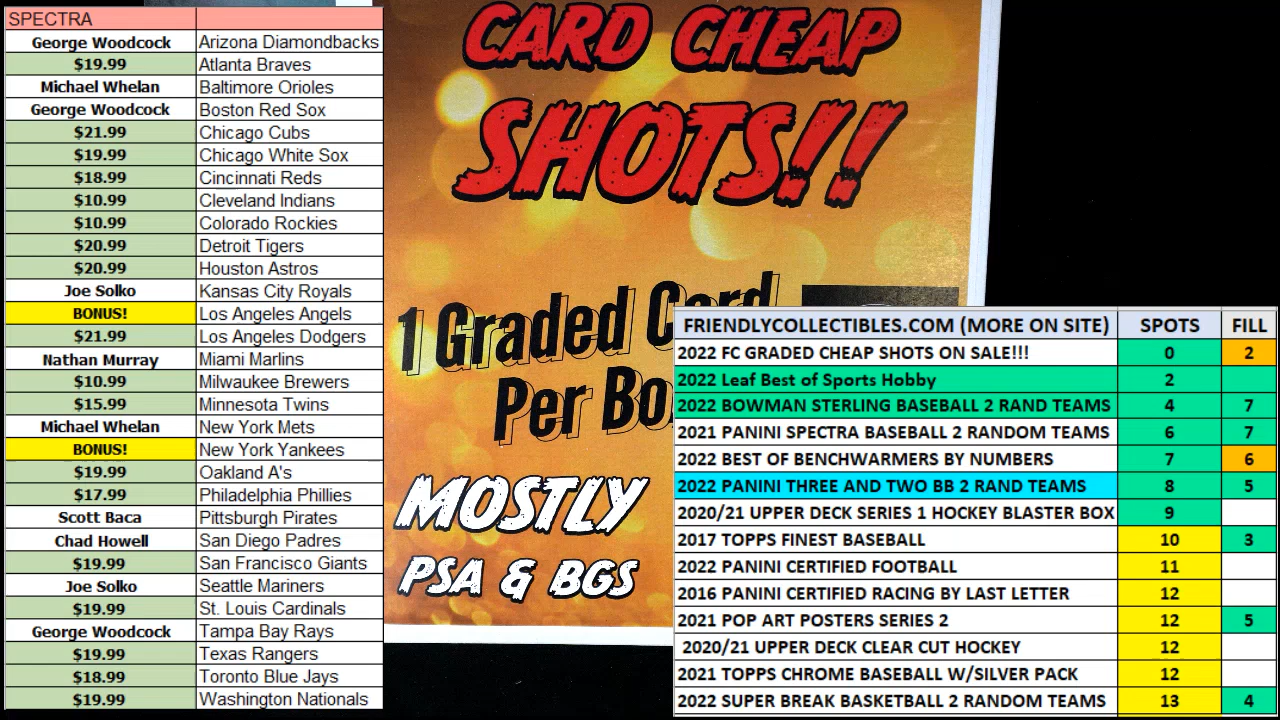 SPECTRA
George Woodcock Arizona Diamondbacks
$19.99 Atlanta Braves
Michael Whelan Baltimore Orioles
George Woodcock Boston Red Sox
$21.99 Chicago Cubs
$19.99 Chicago White Sox
$18.99 Cincinnati Reds
$10.99 Cleveland Indians
$10.99 Colorado Rockies
$20.99 Detroit Tigers
$20.99 Houston Astros
Joe Solko Kansas City Royals
BONUS! Los Angeles Angels
$21.99 Los Angeles Dodgers
Nathan Murray Miami Marlins
$10.99 Milwaukee Brewers
$15.99 Minnesota Twins
Michael Whelan New York Mets
BONUS! New York Yankees
$19.99 Oakland A's
$17.99 Philadelphia Phillies
Scott Baca Pittsburgh Pirates
Chad Howell San Diego Padres
$19.99 San Francisco Giants
Joe Solko Seattle Mariners
$19.99 St. Louis Cardinals
George Woodcock Tampa Bay Rays
$19.99 Texas Rangers
$18.99 Toronto Blue Jays
$19.99 Washington Nationals
CARD CHEAP
SHOTS!!
1 Graded Card
Per Bo
MOSTLY
PSA & BGS
FRIENDLYCOLLECTIBLES.COM (MORE ON SITE) SPOTS FILL
2022 FC GRADED CHEAP SHOTS ON SALE!!! 0 2
2022 Leaf Best of Sports Hobby 2
2022 BOWMAN STERLING BASEBALL 2 RAND TEAMS 4 7
2021 PANINI SPECTRA BASEBALL 2 RANDOM TEAMS 6 7
2022 BEST OF BENCHWARMERS BY NUMBERS 7 6
2022 PANINI THREE AND TWO BB 2 RAND TEAMS 8 5
2020/21 UPPER DECK SERIES 1 HOCKEY BLASTER BOX 9
2017 TOPPS FINEST BASEBALL 10 3
2022 PANINI CERTIFIED FOOTBALL 11
2016 PANINI CERTIFIED RACING BY LAST LETTER 12
2021 POP ART POSTERS SERIES 2 12 5
2020/21 UPPER DECK CLEAR CUT HOCKEY 12
2021 TOPPS CHROME BASEBALL W/SILVER PACK 12
2022 SUPER BREAK BASKETBALL 2 RANDOM TEAMS 13 4